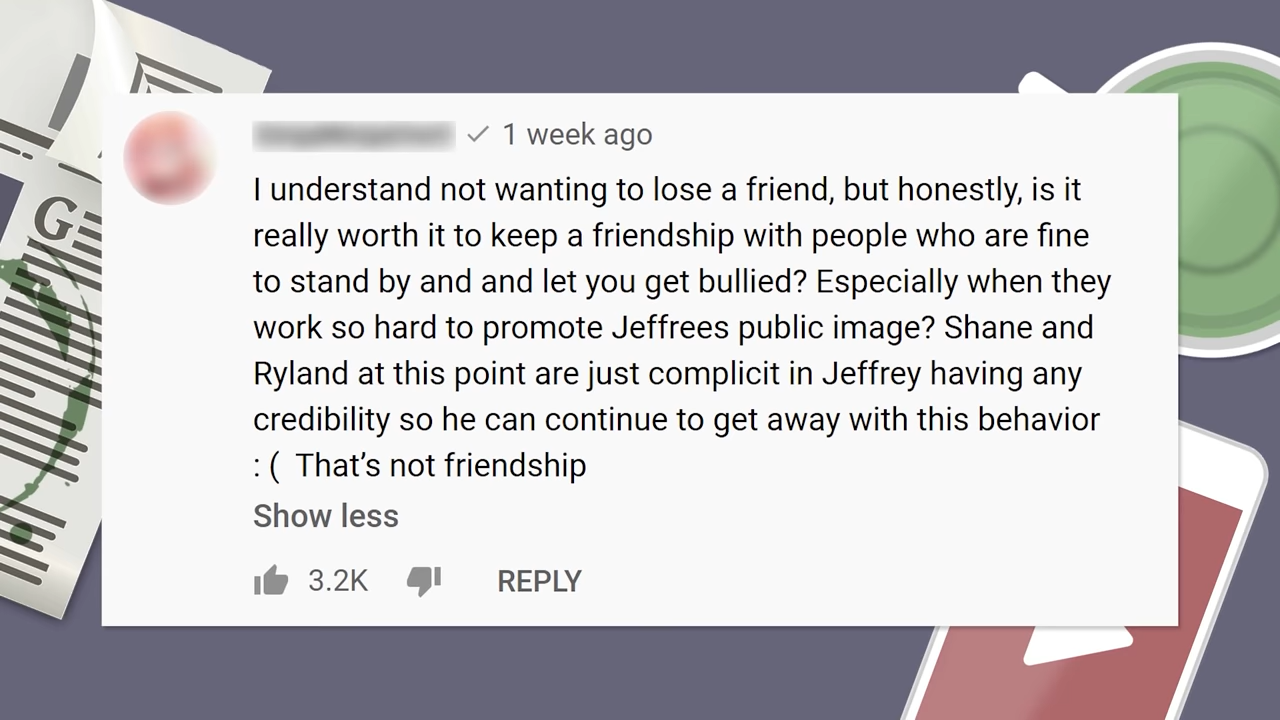 1 week ago
I understand not wanting to lose a friend, but honestly, is it
really worth it to keep a friendship with people who are fine
to stand by and and let you get bullied? Especially when they
work so hard to promote Jeffrees public image? Shane and
Ryland at this point are just complicit in Jeffrey having any
credibility so he can continue to get away with this behavior
: (  That’s not friendship
Show less
3.2K REPLY
G